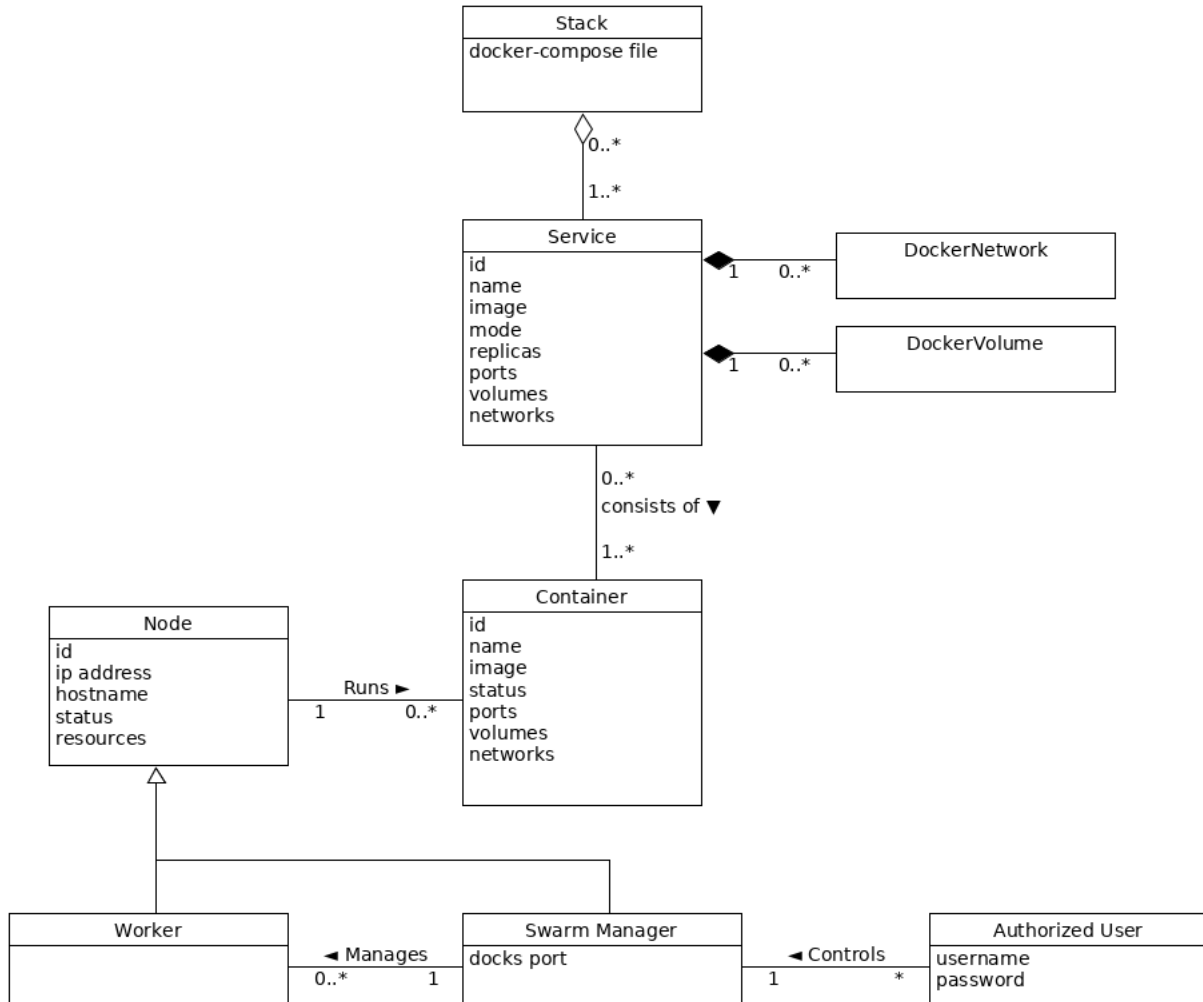 Stack
docker-compose file
0..*
1..*
Service
id
name
image
mode
replicas
ports
volumes
networks
1 0..*
DockerNetwork
1 0..*
DockerVolume
0..*
consists of ▼
1..*
Node
id
ip address
hostname
status
resources
Runs ►
1 0..*
Container
id
name
image
status
ports
volumes
networks
Worker
◄ Manages
0..* 1
Swarm Manager
docks port
◄ Controls
1 *
Authorized User
username
password